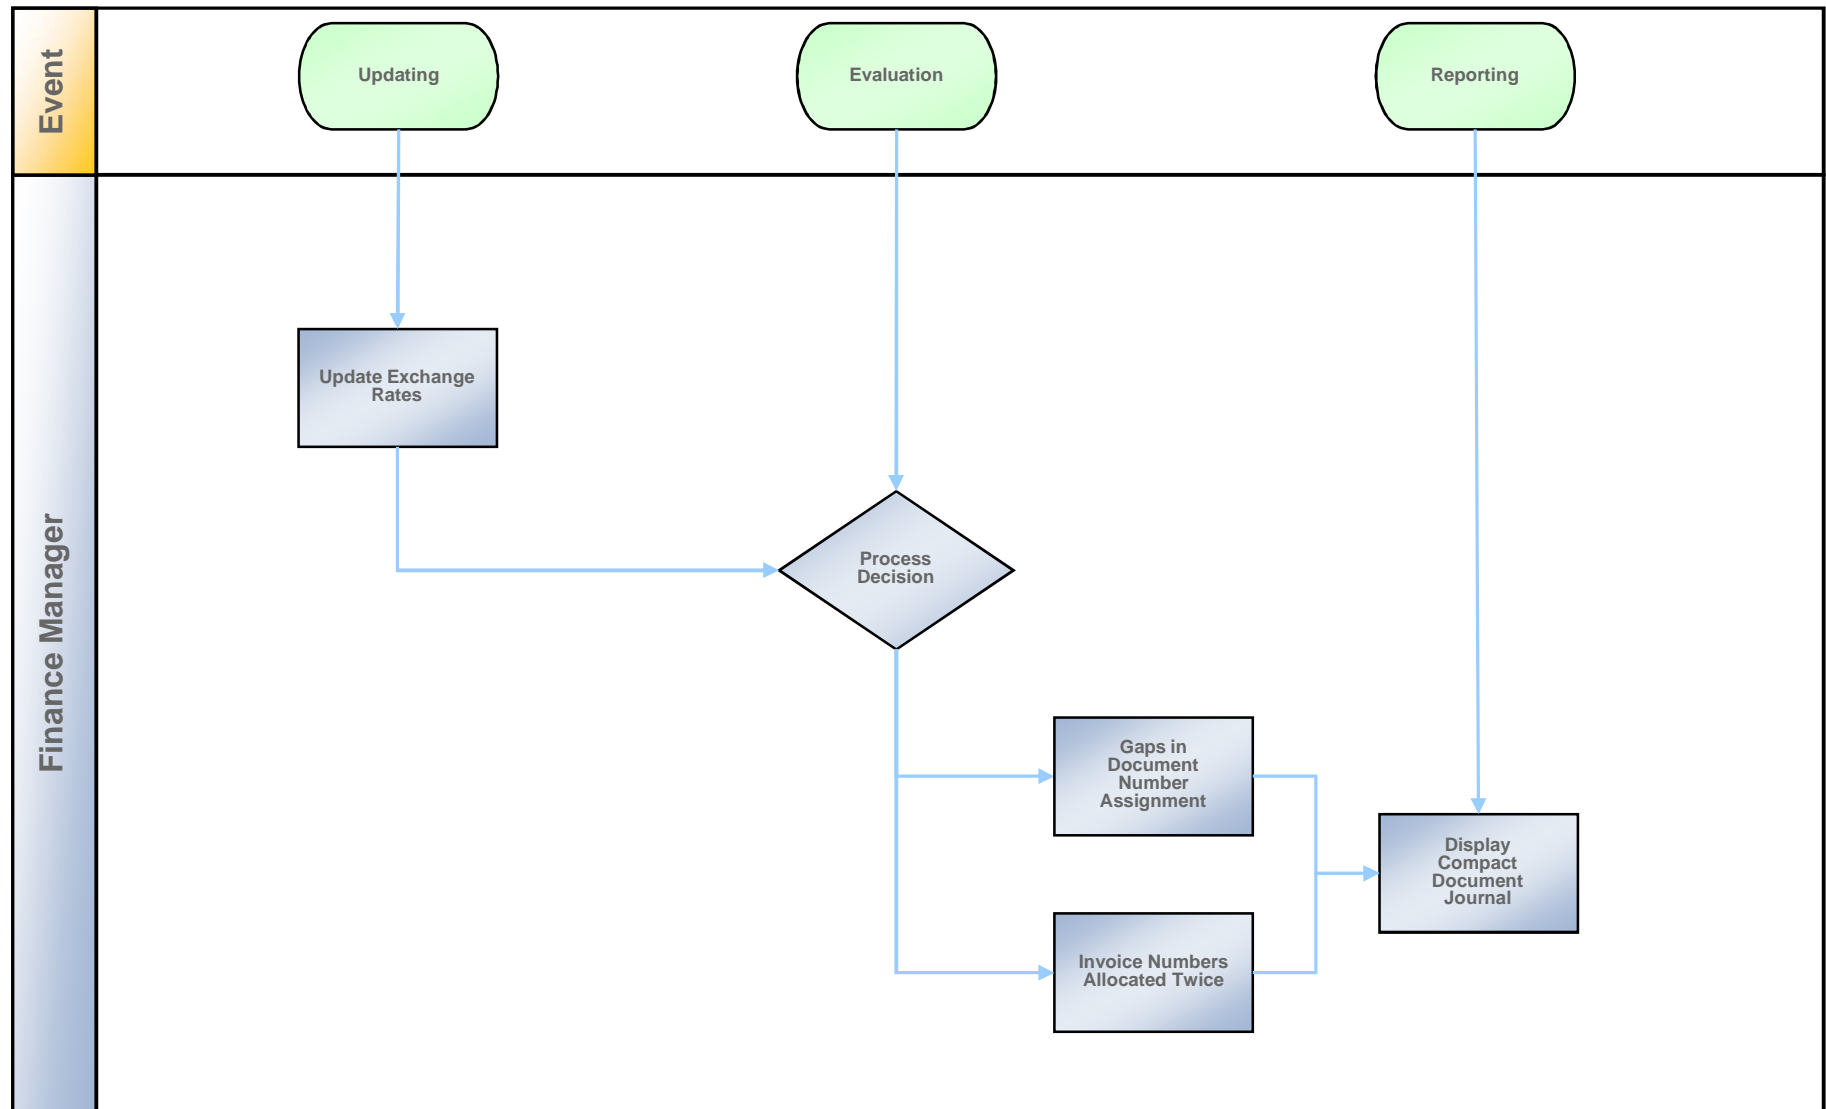 Event
Updating
Evaluation
Reporting
Finance Manager
Update Exchange
Rates
Process
Decision
Gaps in
Document
Number
Assignment
Display
Compact
Document
Journal
Invoice Numbers
Allocated Twice